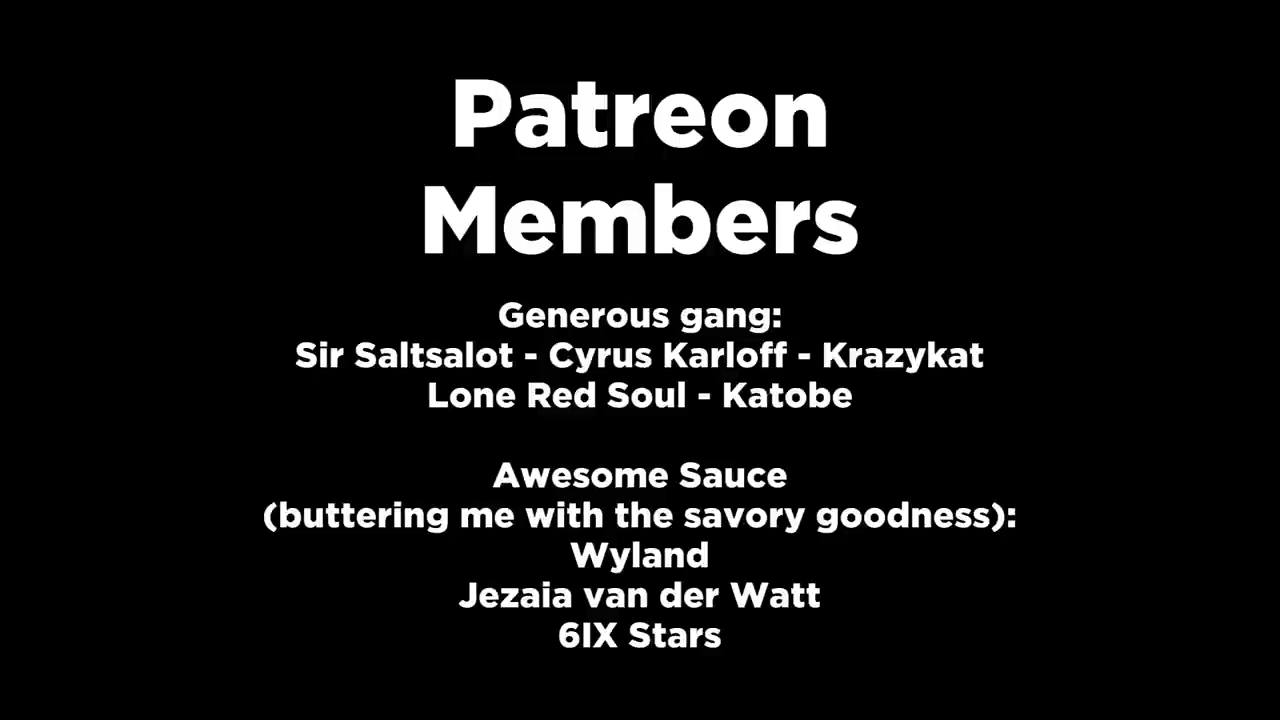 Patreon
Members
Generous gang:
Sir Saltsalot - Cyrus Karloff - Krazykat
Lone Red Soul - Katobe
Awesome Sauce
(buttering me with the savory goodness):
Wyland
Jezaia van der Watt
6IX Stars